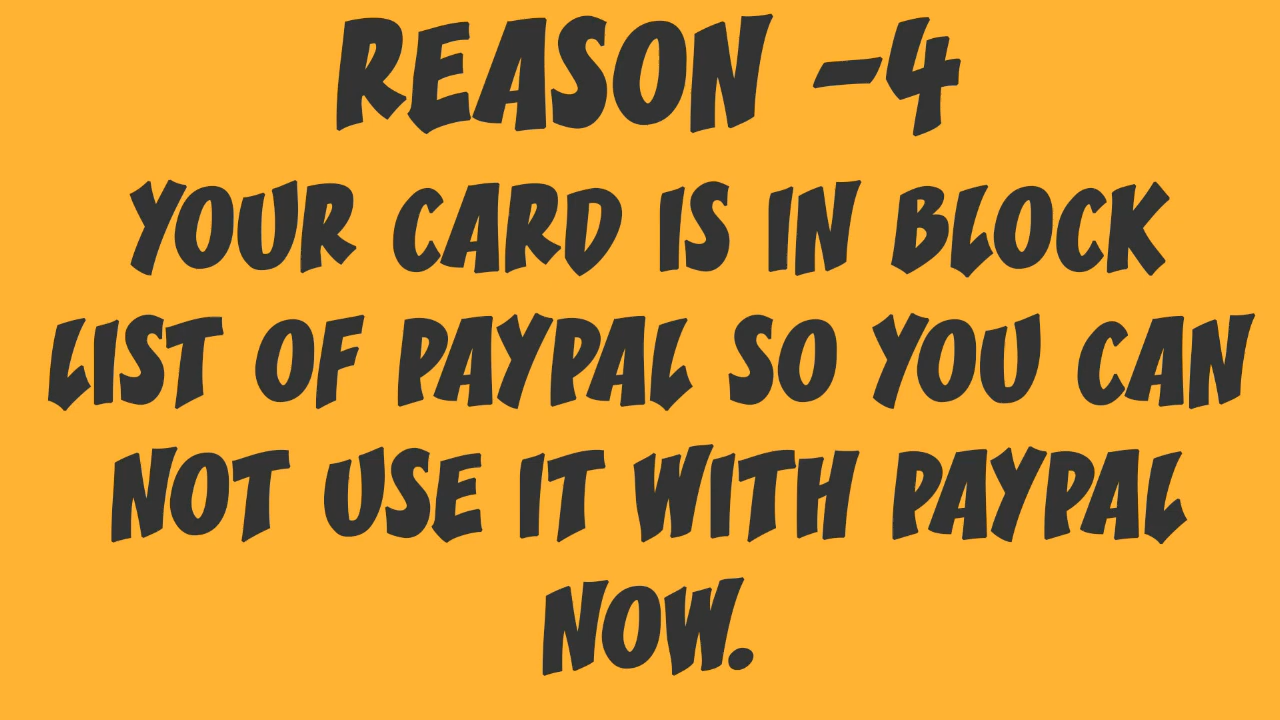 REASON -4
YOUR CARD IS IN BLOCK
LIST OF PAYPAL SO YOU CAN
NOT USE IT WITH PAYPAL
NOW.